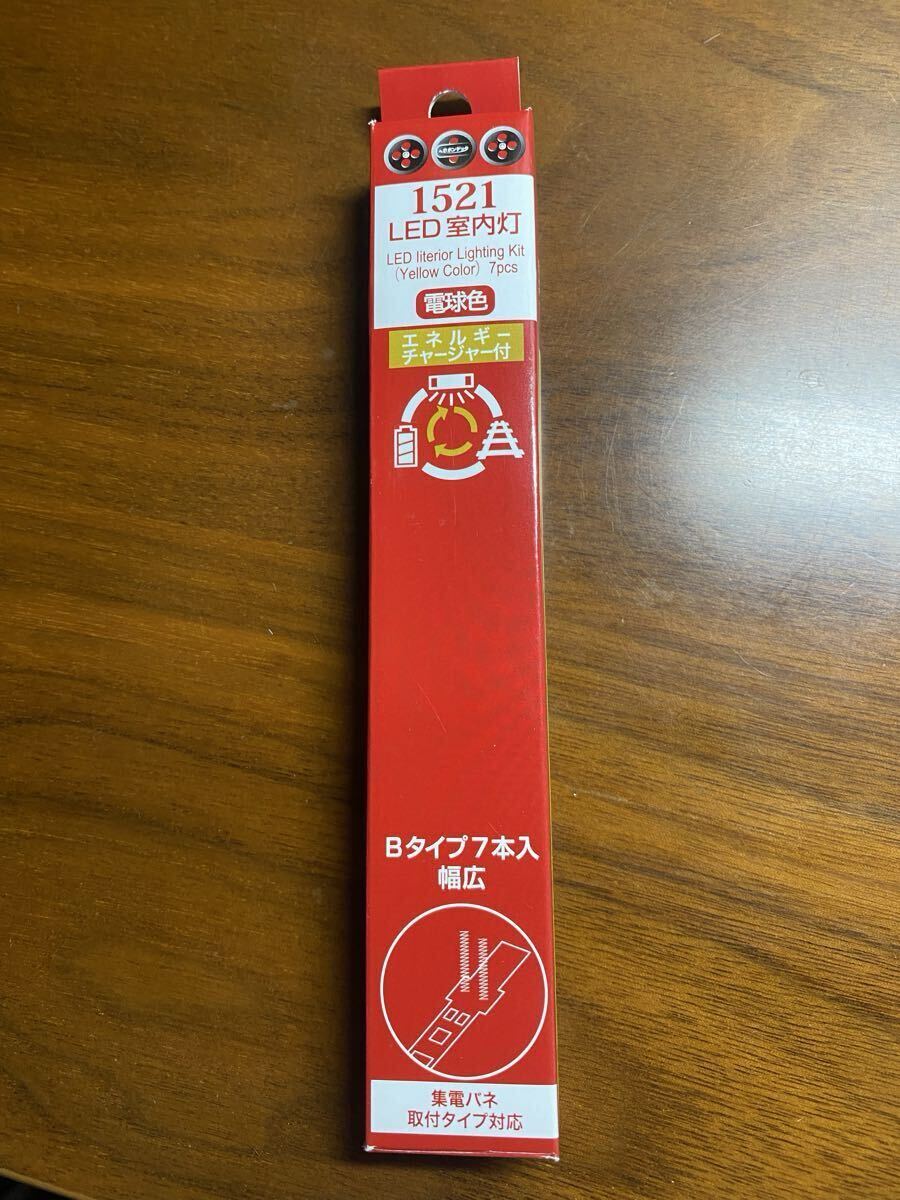 1521
LED 室内灯
LED Iiterior Lighting Kit
（Yellow Color）7pcs
電球色
エネルギー
チャージャー付
Bタイプ7本入
幅広
集電バネ
取付タイプ対応